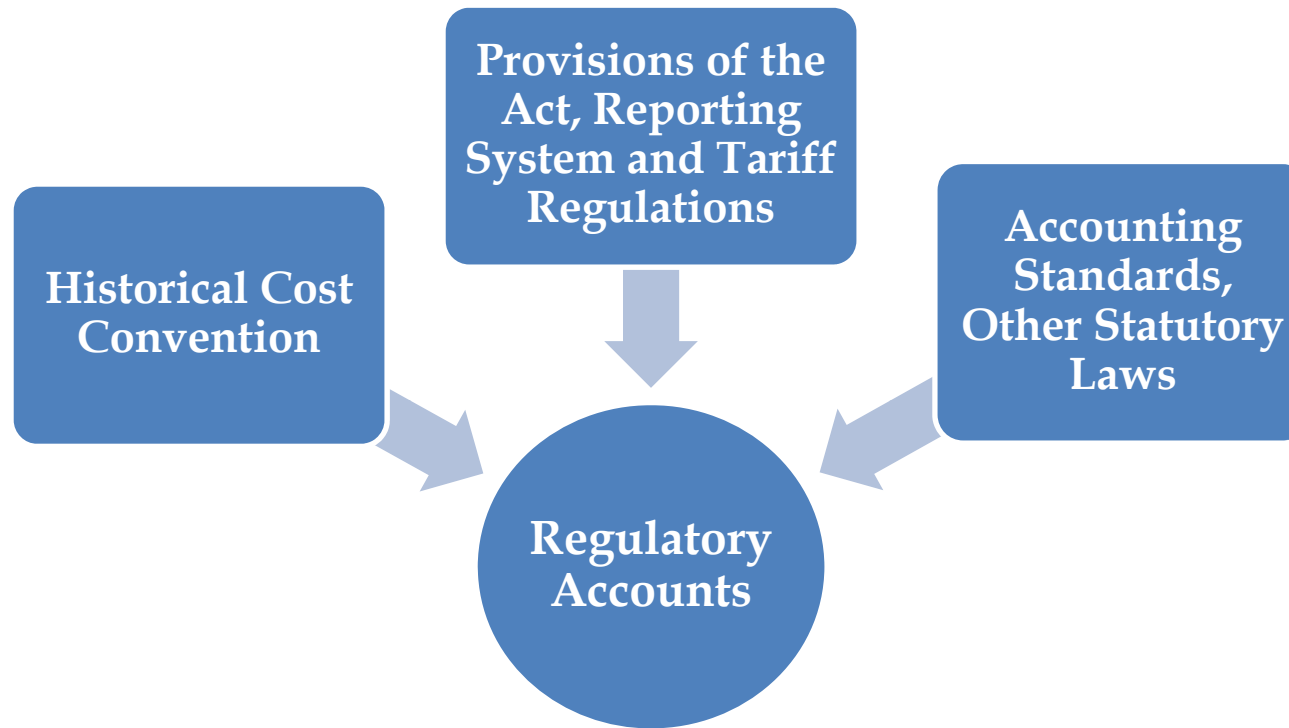 Provisions of the
Act, Reporting
System and Tariff
Regulations
Historical Cost
Convention
Accounting
Standards,
Other Statutory
Laws
Regulatory
Accounts